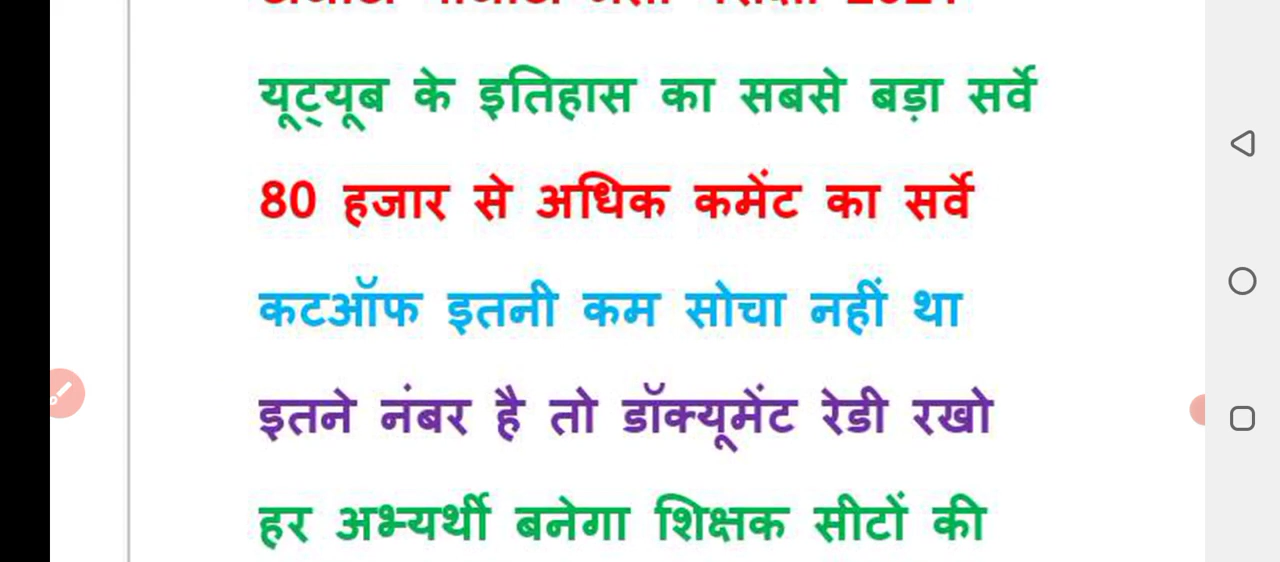 यूट्यूब के इतिहास का सबसे बड़ा सर्वे
80 हजार से अधिक कमेंट का सर्वे
कटऑफ इतनी कम सोचा नहीं था
इतने नंबर है तो डॉक्यूमेंट रेडी रखो
हर अभ्यर्थी बनेगा शिक्षक सीटों की